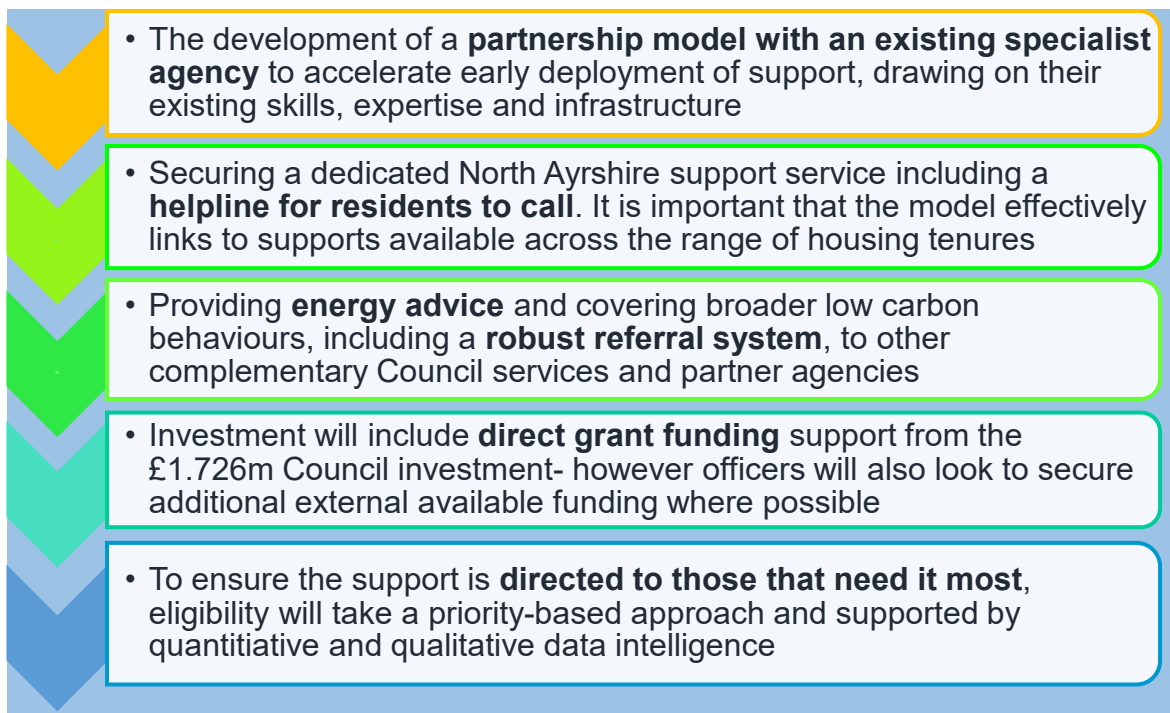 • The development of a partnership model with an existing specialist
agency to accelerate early deployment of support, drawing on their
existing skills, expertise and infrastructure
• Securing a dedicated North Ayrshire support service including a
helpline for residents to call. It is important that the model effectively
links to supports available across the range of housing tenures
• Providing energy advice and covering broader low carbon
behaviours, including a robust referral system, to other
complementary Council services and partner agencies
• Investment will include direct grant funding support from the
£1.726m Council investment- however officers will also look to secure
additional external available funding where possible
• To ensure the support is directed to those that need it most,
eligibility will take a priority-based approach and supported by
quantitiative and qualitative data intelligence